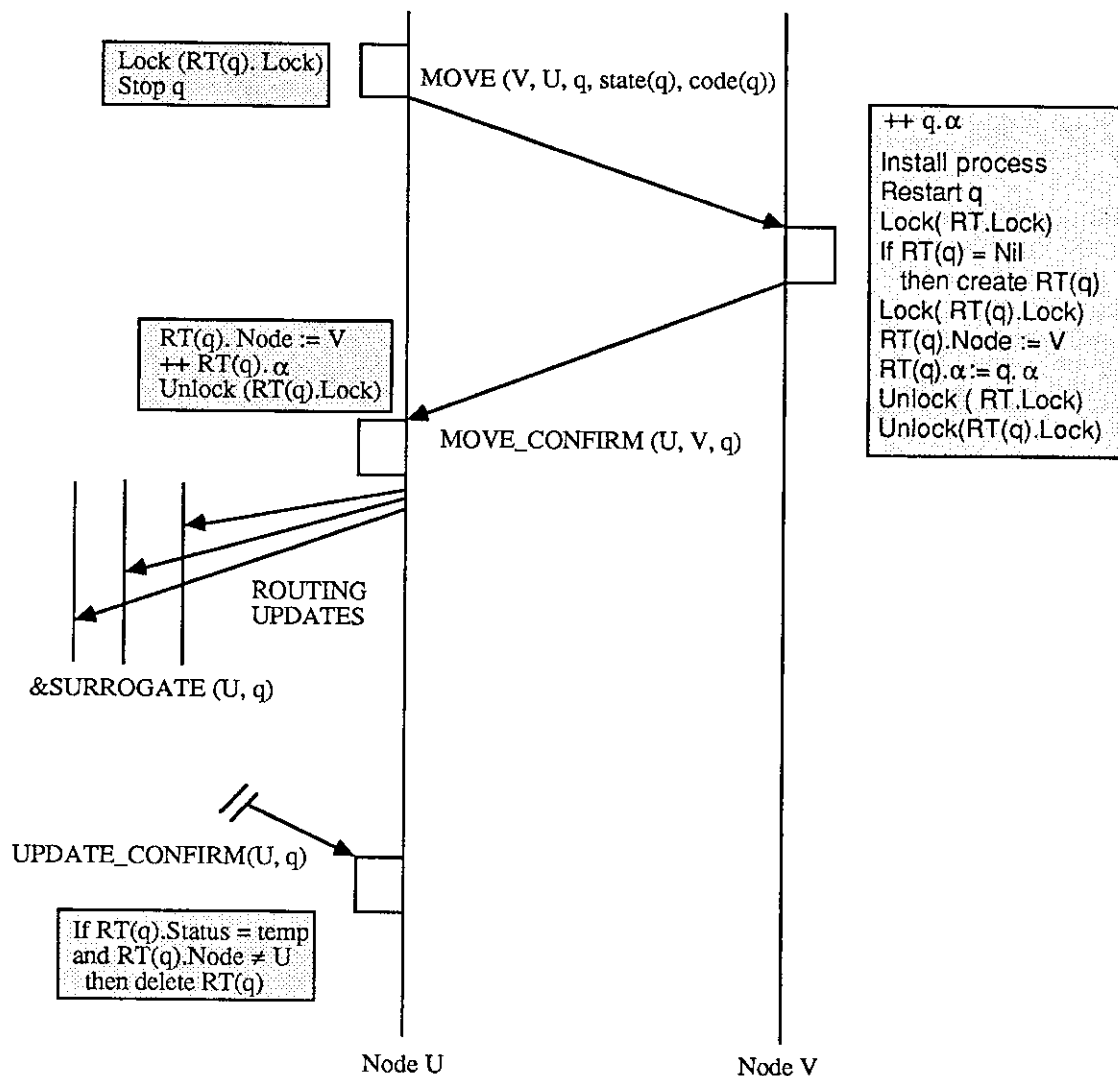 Lock (RT(q). Lock)
Stop q
MOVE (V, U, q, state(q), code(q))
++ q.α
Install process
Restart q
Lock( RT.Lock)
If RT(q) = Nil
then create RT(q)
Lock( RT(q).Lock)
RT(q).Node := V
RT(q).α := q. α
Unlock ( RT.Lock)
Unlock(RT(q).Lock)
RT(q). Node := V
++ RT(q). α
Unlock (RT(q).Lock)
MOVE_CONFIRM (U, V, q)
ROUTING
UPDATES
&SURROGATE (U, q)
UPDATE_CONFIRM(U, q)
If RT(q).Status = temp
and RT(q).Node ≠ U
then delete RT(q)
Node U
Node V